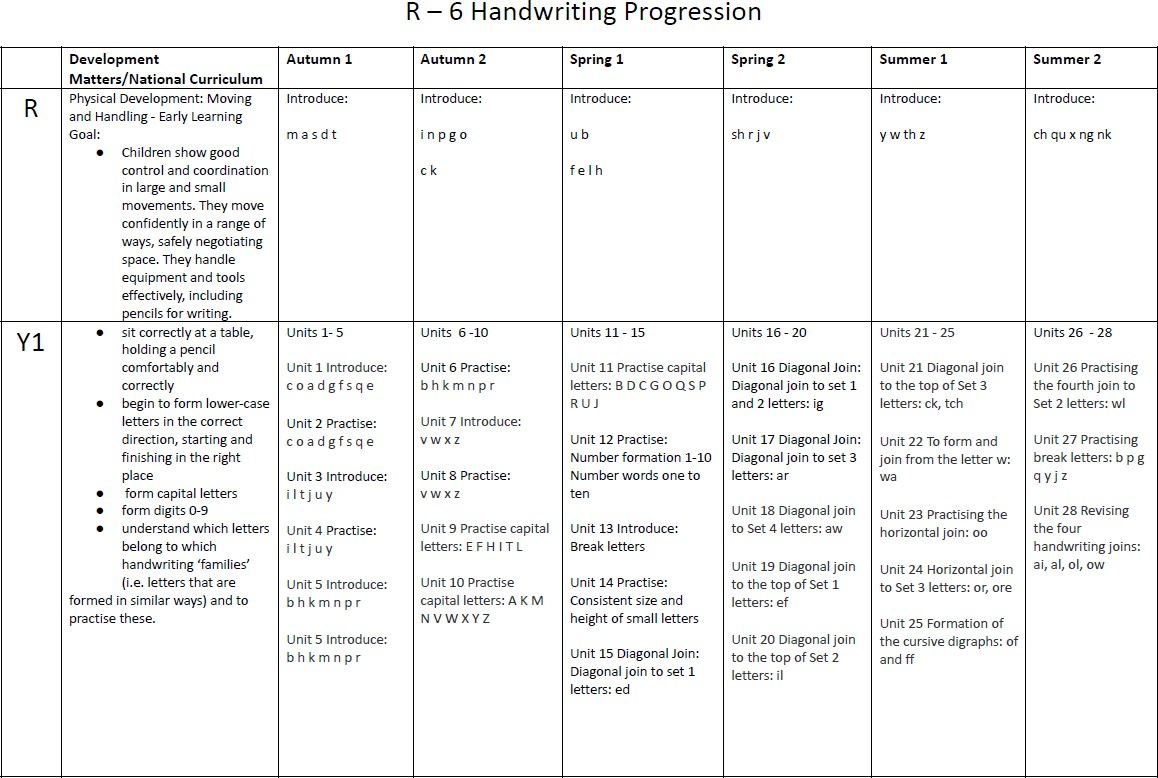 R – 6 Handwriting Progression
Development
Matters/National Curriculum
Autumn 1
Autumn 2
Spring 1
Spring 2
Summer 1
Summer 2
R
Physical Development: Moving
and Handling - Early Learning
Goal:
● Children show good
control and coordination
in large and small
movements. They move
confidently in a range of
ways, safely negotiating
space. They handle
equipment and tools
effectively, including
pencils for writing.
Introduce:
m a s d t
Introduce:
i n p g o
c k
Introduce:
u b
f e l h
Introduce:
sh r j v
Introduce:
y w th z
Introduce:
ch qu x ng nk
Y1
● sit correctly at a table,
holding a pencil
comfortably and
correctly
● begin to form lower-case
letters in the correct
direction, starting and
finishing in the right
place
● form capital letters
● form digits 0-9
● understand which letters
belong to which
handwriting ‘families’
(i.e. letters that are
formed in similar ways) and to
practise these.
Units 1- 5
Unit 1 Introduce:
c o a d g f s q e
Unit 2 Practise:
c o a d g f s q e
Unit 3 Introduce:
i l t j u y
Unit 4 Practise:
i l t j u y
Unit 5 Introduce:
b h k m n p r
Unit 5 Introduce:
b h k m n p r
Units 6 -10
Unit 6 Practise:
b h k m n p r
Unit 7 Introduce:
v w x z
Unit 8 Practise:
v w x z
Unit 9 Practise capital
letters: E F H I T L
Unit 10 Practise
capital letters: A K M
N V W X Y Z
Units 11 - 15
Unit 11 Practise capital
letters: B D C G O Q S P
R U J
Unit 12 Practise:
Number formation 1-10
Number words one to
ten
Unit 13 Introduce:
Break letters
Unit 14 Practise:
Consistent size and
height of small letters
Unit 15 Diagonal Join:
Diagonal join to set 1
letters: ed
Units 16 - 20
Unit 16 Diagonal Join:
Diagonal join to set 1
and 2 letters: ig
Unit 17 Diagonal Join:
Diagonal join to set 3
letters: ar
Unit 18 Diagonal join
to Set 4 letters: aw
Unit 19 Diagonal join
to the top of Set 1
letters: ef
Unit 20 Diagonal join
to the top of Set 2
letters: il
Units 21 - 25
Unit 21 Diagonal join
to the top of Set 3
letters: ck, tch
Unit 22 To form and
join from the letter w:
wa
Unit 23 Practising the
horizontal join: oo
Unit 24 Horizontal join
to Set 3 letters: or, ore
Unit 25 Formation of
the cursive digraphs: of
and ff
Units 26 - 28
Unit 26 Practising
the fourth join to
Set 2 letters: wl
Unit 27 Practising
break letters: b p g
q y j z
Unit 28 Revising
the four
handwriting joins:
ai, al, ol, ow